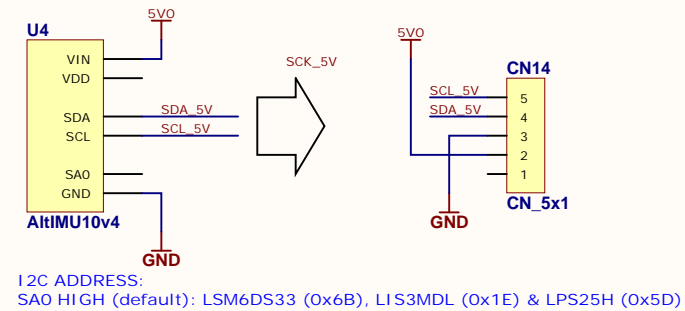 5V0
U4
VIN
VDD
SDA
SCL
SA0
GND
SDA_5V
SCL_5V
AltIMU10v4
GND
SCK_5V
5V0
CN14
SCL_5V
SDA_5V
5
4
3
2
1
CN_5x1
GND
I2C ADDRESS:
SA0 HIGH (default): LSM6DS33 (0x6B), LIS3MDL (0x1E) & LPS25H (0x5D)